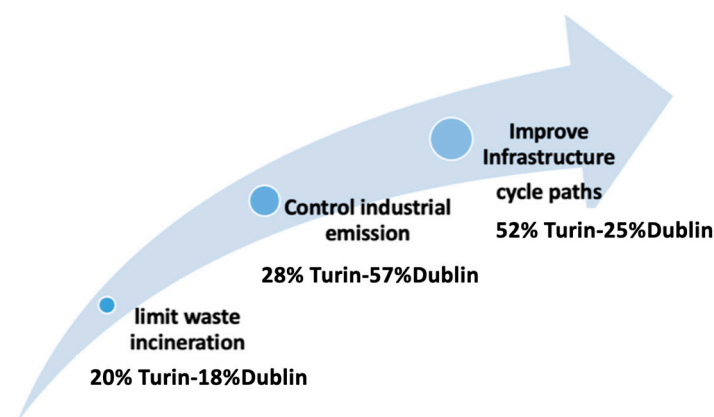 Improve
Infrastructure
cycle paths
52% Turin-25%Dublin
Control industrial
emission
28% Turin-57%Dublin
limit waste
incineration
20% Turin-18%Dublin